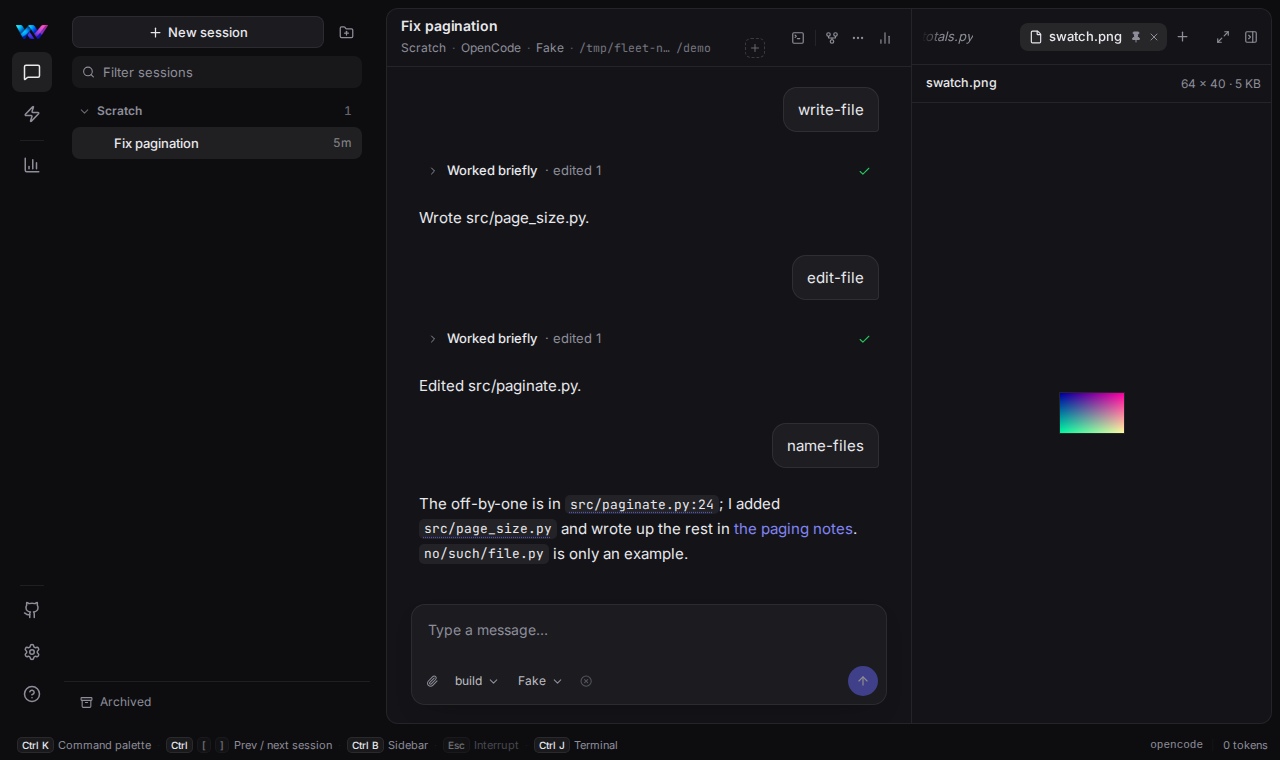 New session
Filter sessions
Scratch 1
Fix pagination 5m
Archived
Fix pagination
Scratch · OpenCode · Fake · /tmp/fleet-n… /demo
write-file
Worked briefly · edited 1
Wrote src/page_size.py.
edit-file
Worked briefly · edited 1
Edited src/paginate.py.
name-files
The off-by-one is in src/paginate.py:24; I added
src/page_size.py and wrote up the rest in the paging notes.
no/such/file.py is only an example.
Type a message...
build Fake
otals.py swatch.png
swatch.png 64 × 40 · 5 KB
Ctrl K Command palette Ctrl [ ] Prev / next session Ctrl B Sidebar Esc Interrupt Ctrl J Terminal opencode 0 tokens